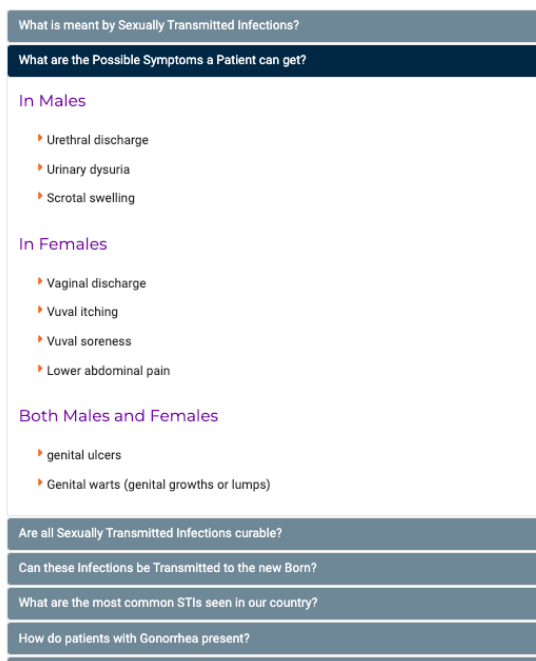 What is meant by Sexually Transmitted Infections?
What are the Possible Symptoms a Patient can get?
In Males
Urethral discharge
Urinary dysuria
Scrotal swelling
In Females
Vaginal discharge
Vuval itching
Vuval soreness
Lower abdominal pain
Both Males and Females
genital ulcers
Genital warts (genital growths or lumps)
Are all Sexually Transmitted Infections curable?
Can these Infections be Transmitted to the new Born?
What are the most common STIs seen in our country?
How do patients with Gonorrhea present?